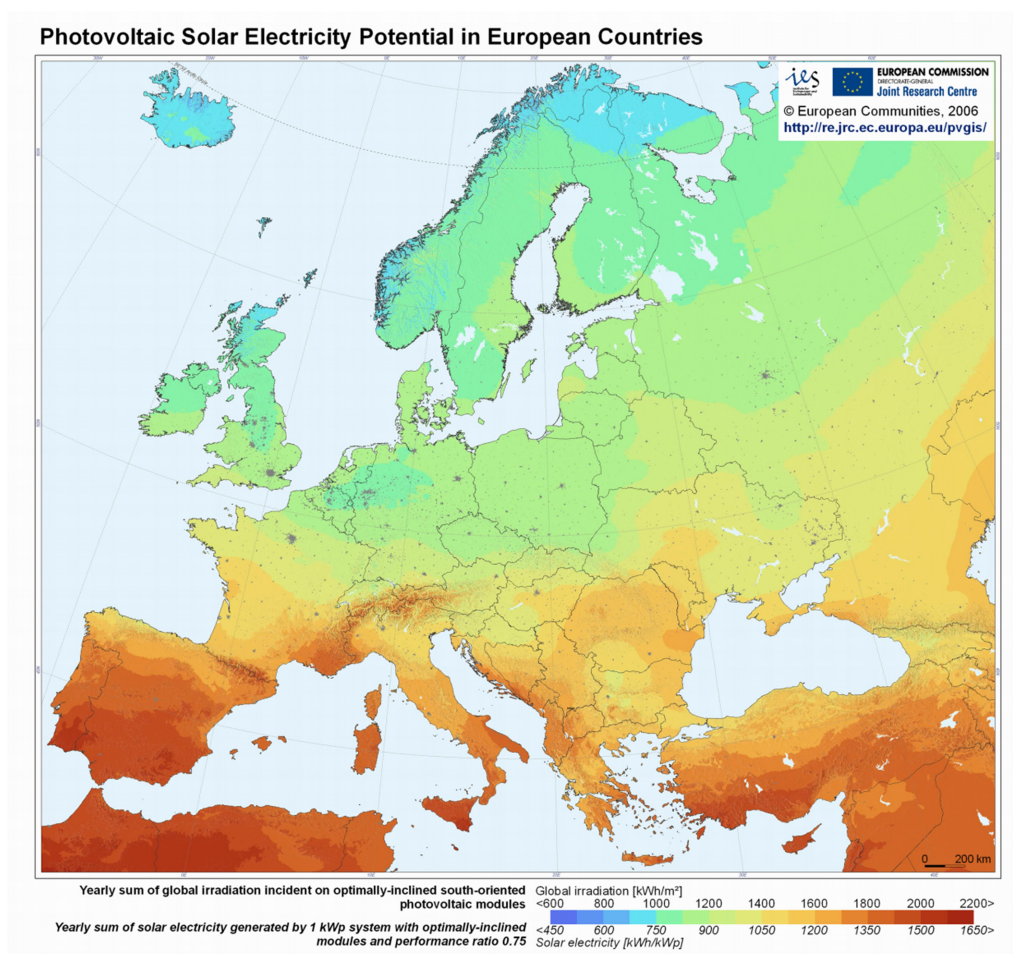 Photovoltaic Solar Electricity Potential in European Countries
ies
EUROPEAN COMMISSION
DIRECTORATE-GENERAL
Joint Research Centre
© European Communities, 2006
http://re.jrc.ec.europa.eu/pvgis/
0 200 km
Yearly sum of global irradiation incident on optimally-inclined south-oriented
photovoltaic modules
Yearly sum of solar electricity generated by 1 kWp system with optimally-inclined
modules and performance ratio 0.75
Global irradiation [kWh/m²]
<600 800 1000 1200 1400 1600 1800 2000 2200>
<450 600 750 900 1050 1200 1350 1500 1650>
Solar electricity [kWh/kWp]